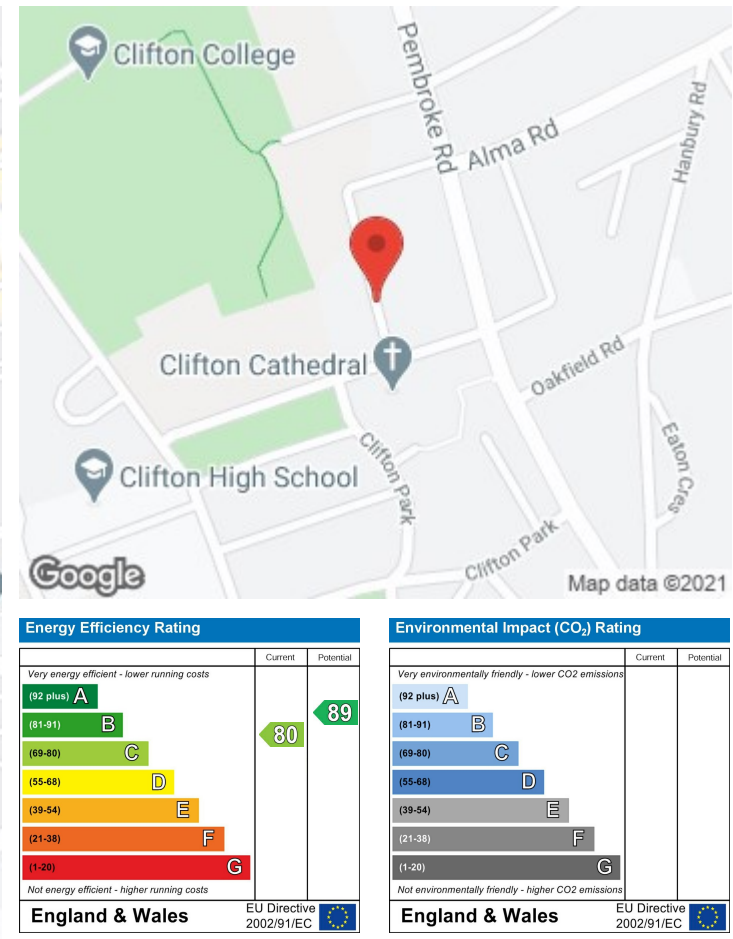 Clifton College
Pembroke Rd
Alma Rd
Hanbury Rd
Clifton Cathedral
Oakfield Rd
Clifton High School
Clifton Park
Eaton Cres
Clifton Park
Google
Map data ©2021
Energy Efficiency Rating
Current Potential
Very energy efficient - lower running costs
(92 plus) A
(81-91) B
(69-80) C
(55-68) D
(39-54) E
(21-38) F
(1-20) G
80
89
Not energy efficient - higher running costs
England & Wales
EU Directive
2002/91/EC
Environmental Impact (CO₂) Rating
Current Potential
Very environmentally friendly - lower CO2 emissions
(92 plus) A
(81-91) B
(69-80) C
(55-68) D
(39-54) E
(21-38) F
(1-20) G
Not environmentally friendly - higher CO2 emissions
England & Wales
EU Directive
2002/91/EC